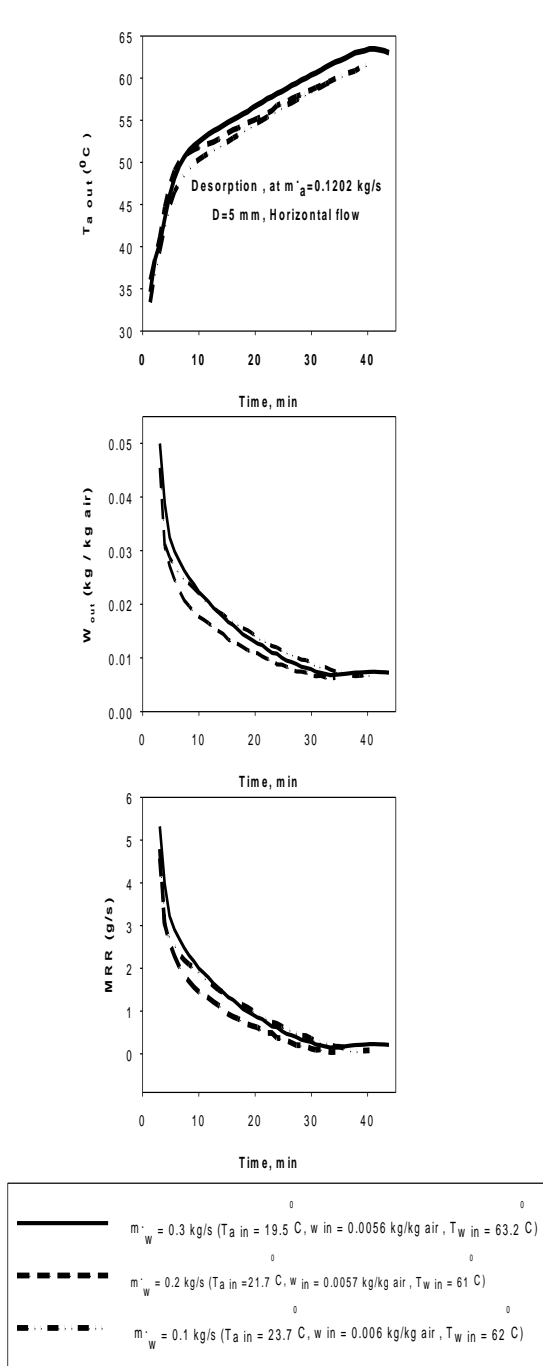 65
60
55
50
45
40
35
30
T a out (⁰C)
Desorption , at m˙a=0.1202 kg/s
D=5 mm, Horizontal flow
0 10 20 30 40
Time, min
0.05
0.04
0.03
0.02
0.01
0.00
W out (kg / kg air)
0 10 20 30 40
Time, min
6
5
4
3
2
1
0
MRR (g/s)
0 10 20 30 40
Time, min
m˙w = 0.3 kg/s (Ta in = 19.5 ⁰C, w in = 0.0056 kg/kg air , Tw in = 63.2 ⁰C)
m˙w = 0.2 kg/s (Ta in =21.7 ⁰C, w in = 0.0057 kg/kg air , Tw in = 61 ⁰C)
m˙w = 0.1 kg/s (Ta in = 23.7 ⁰C, w in = 0.006 kg/kg air , Tw in = 62 ⁰C)